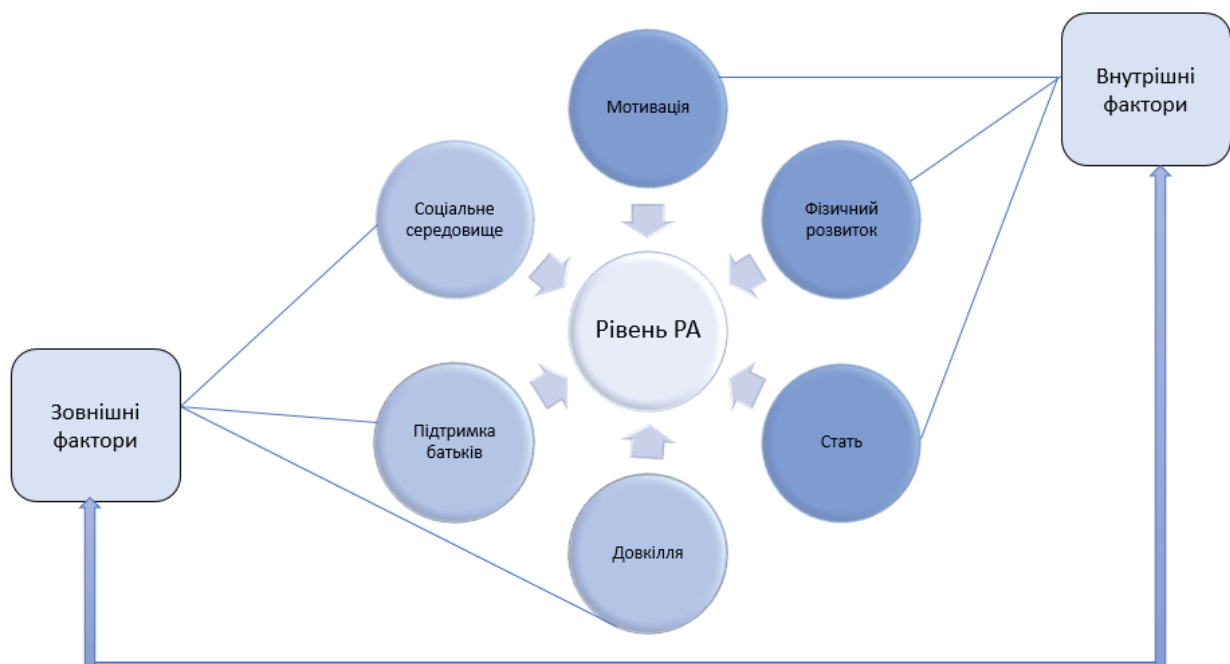 Мотивація
Внутрішні
фактори
Соціальне
середовище
Фізичний
розвиток
Рівень РА
Зовнішні
фактори
Підтримка
батьків
Стать
Довкілля